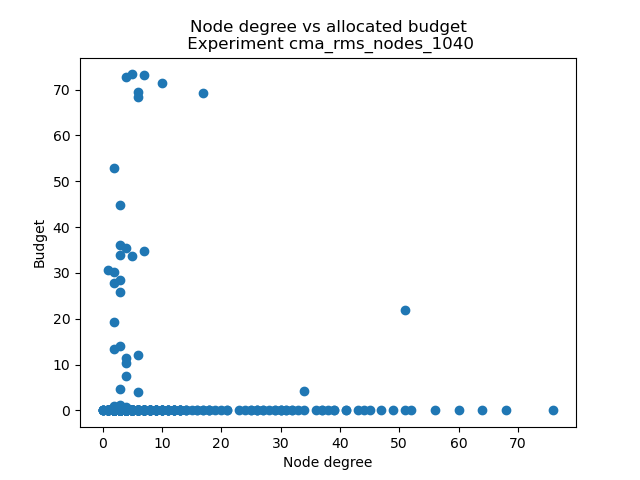 Node degree vs allocated budget
Experiment cma_rms_nodes_1040
Budget
70
60
50
40
30
20
10
0
0 10 20 30 40 50 60 70
Node degree